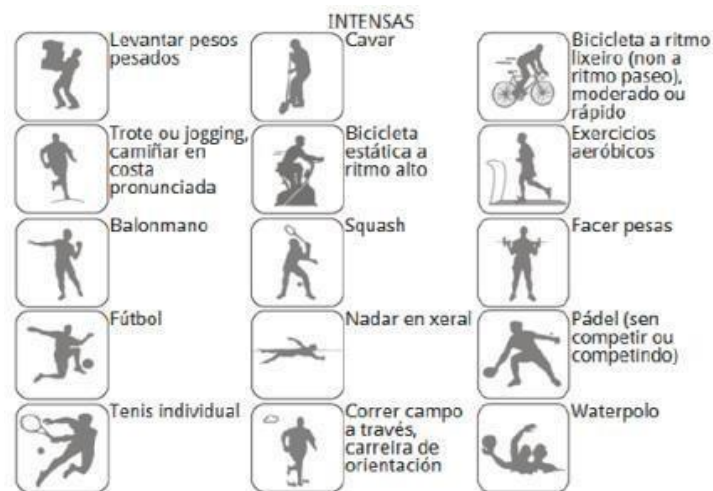 INTENSAS
Levantar pesos
pesados
Cavar
Bicicleta a ritmo
lixeiro (non a
ritmo paseo),
moderado ou
rápido
Trote ou jogging,
camiñar en
costa
pronunciada
Bicicleta
estática a
ritmo alto
Exercicios
aeróbicos
Balonmano
Squash
Facer pesas
Fútbol
Nadar en xeral
Pádel (sen
competir ou
competindo)
Tenis individual
Correr campo
a través,
carreira de
orientación
Waterpolo